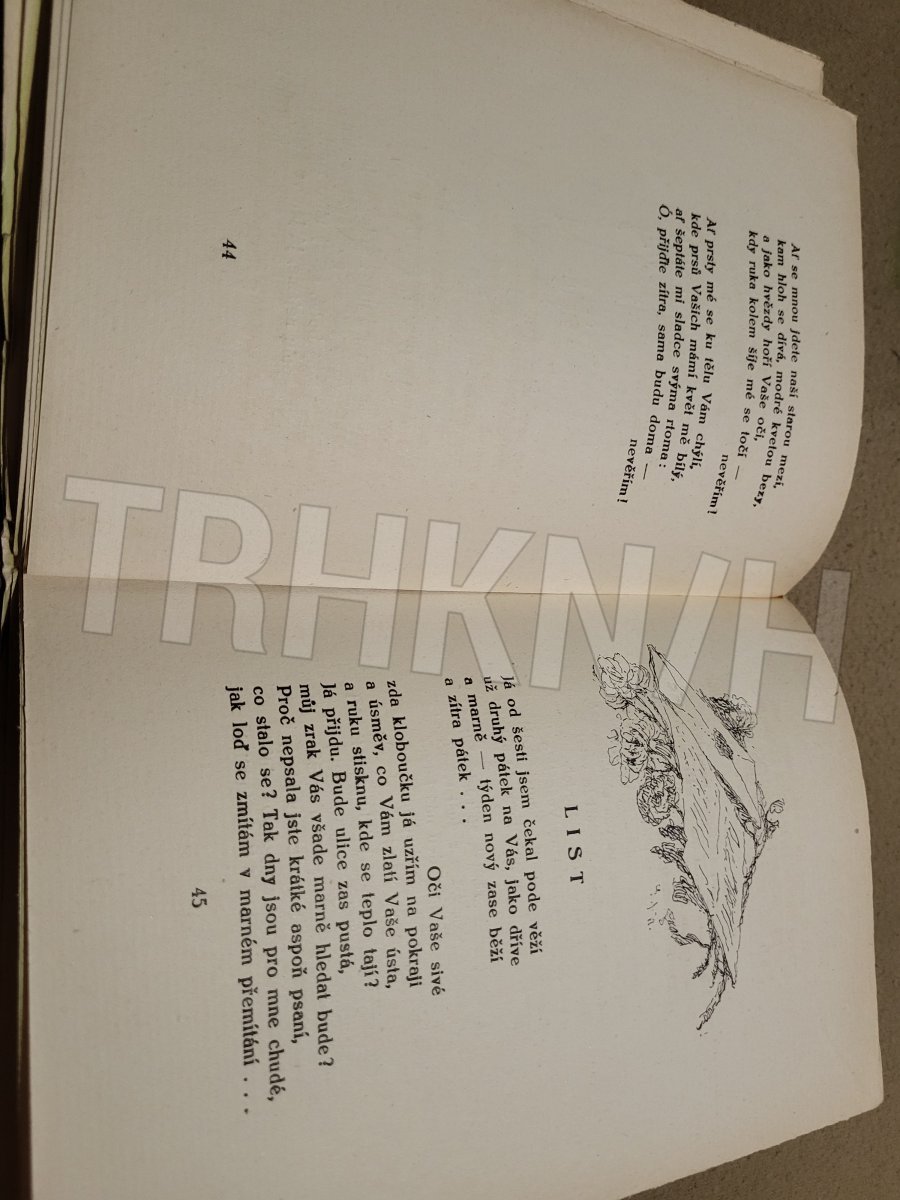 Ať se mnou jdete naší starou mezí,
kam hloh se dívá, modré kvetou bezy,
a jako hvězdy hoří Vaše oči,
kdy ruka kolem šíje mé se točí —
nevěřím!
Ať prsty mé se ku tělu Vám chýlí,
kde prsů Vašich mámí květ mě bílý,
ať šeptáte mi sladce svýma rtoma:
Ó, přijďte zítra, sama budu doma —
nevěřím!
44
LIST
Já od šesti jsem čekal pode věží
už druhý pátek na Vás, jako dříve
a marně — týden nový zase běží
a zítra pátek . . .
Oči Vaše sivé
zda kloboučku já uzřím na pokraji
a úsměv, co Vám zlatí Vaše ústa,
a ruku stisknu, kde se teplo tají?
Já přijdu. Bude ulice zas pustá,
můj zrak Vás všade marně hledat bude?
Proč nepsala jste krátké aspoň psaní,
co stalo se? Tak dny jsou pro mne chudé,
jak loď se zmítám v marném přemítání . . .
45
TRHKNIH